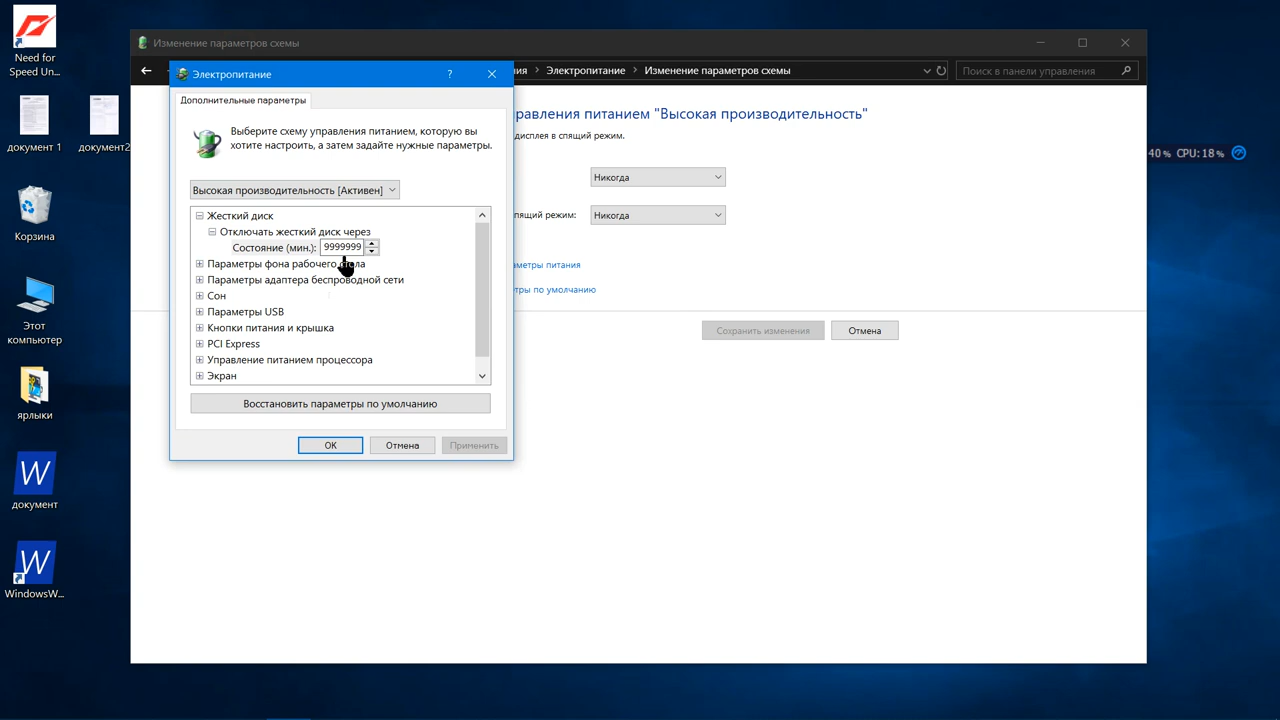 Need for
Speed Un...
документ 1
документ2
Корзина
Этот
компьютер
ярлыки
документ
WindowsW...
Изменение параметров схемы
ния > Электропитание > Изменение параметров схемы
Поиск в панели управления
равления питанием "Высокая производительность"
дисплея в спящий режим.
Никогда
пящий режим: Никогда
аметры питания
тры по умолчанию
Сохранить изменения
Отмена
Электропитание
?
Дополнительные параметры
Выберите схему управления питанием, которую вы
хотите настроить, а затем задайте нужные параметры.
Высокая производительность [Активен]
Жесткий диск
Отключать жесткий диск через
Состояние (мин.): 9999999
Параметры фона рабочего стола
Параметры адаптера беспроводной сети
Сон
Параметры USB
Кнопки питания и крышка
PCI Express
Управление питанием процессора
Экран
Восстановить параметры по умолчанию
OK
Отмена
Применить
40 % CPU: 18 %